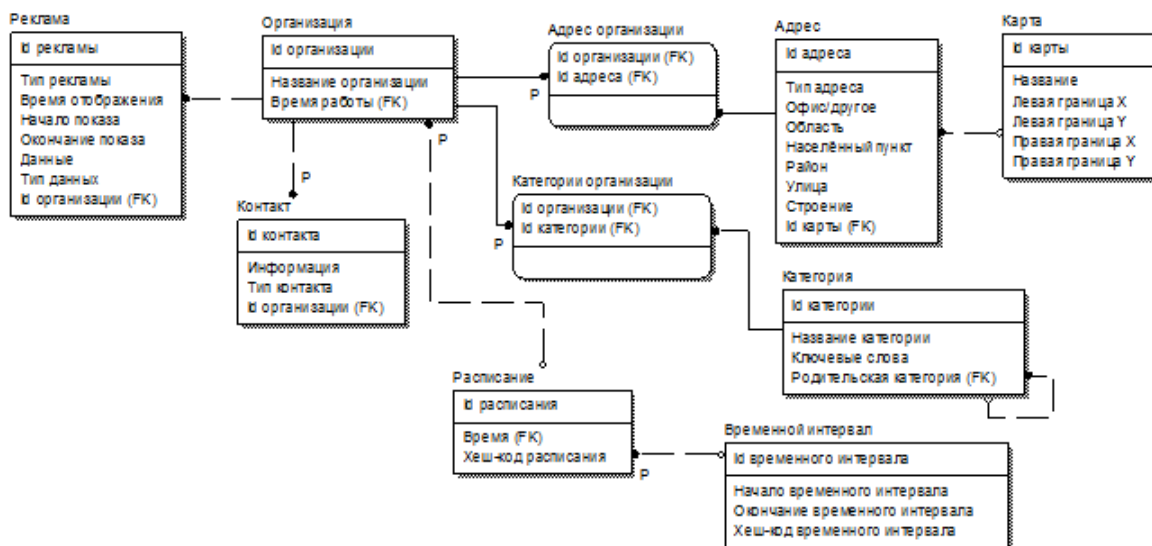 Реклама
Id рекламы
Тип рекламы
Время отображения
Начало показа
Окончание показа
Данные
Тип данных
Id организации (FK)
Организация
Id организации
Название организации
Время работы (FK)
P
P
P
P
Адрес организации
Id организации (FK)
Id адреса (FK)
Адрес
Id адреса
Тип адреса
Офис/другое
Область
Населённый пункт
Район
Улица
Строение
Id карты (FK)
Карта
Id карты
Название
Левая граница X
Левая граница Y
Правая граница X
Правая граница Y
Контакт
Id контакта
Информация
Тип контакта
Id организации (FK)
Категории организации
Id организации (FK)
Id категории (FK)
Категория
Id категории
Название категории
Ключевые слова
Родительская категория (FK)
Расписание
Id расписания
Время (FK)
Хеш-код расписания
P
Временной интервал
Id временного интервала
Начало временного интервала
Окончание временного интервала
Хеш-код временного интервала